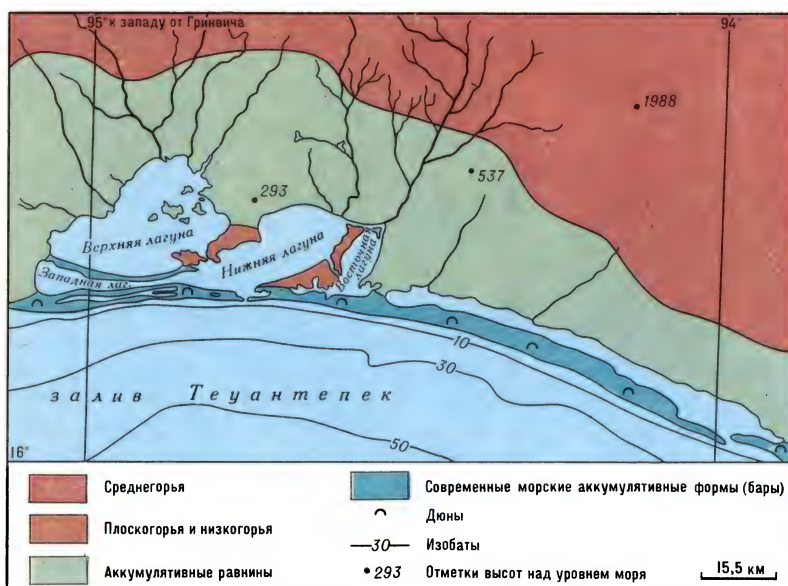 95° к западу от Гринвича
94°
1988
537
293
Верхняя лагуна
Нижняя лагуна
Восточная
лагуна
Западная лаг.
10
30
залив Теуантепек
50
16°
Среднегорья
Плоскогорья и низкогорья
Аккумулятивные равнины
Современные морские аккумулятивные формы (бары)
Дюны
30 Изобаты
293 Отметки высот над уровнем моря
15,5 км